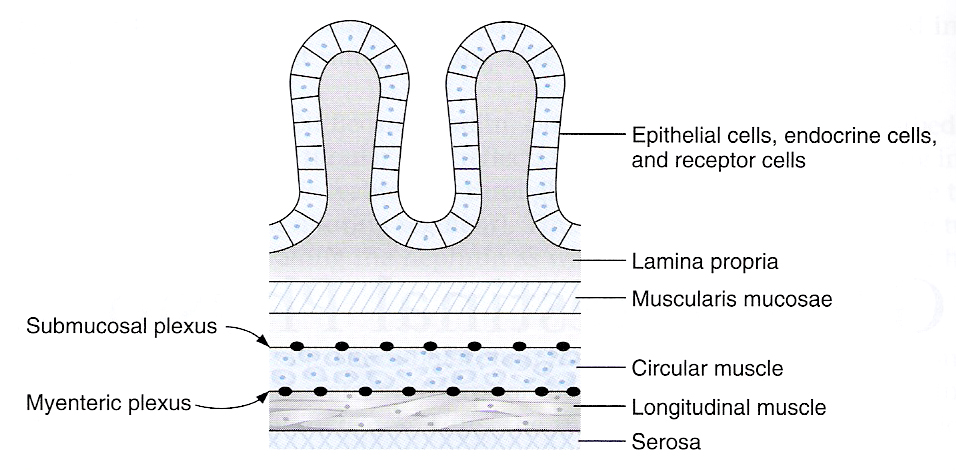 Epithelial cells, endocrine cells,
and receptor cells
Lamina propria
Muscularis mucosae
Submucosal plexus
Circular muscle
Myenteric plexus
Longitudinal muscle
Serosa